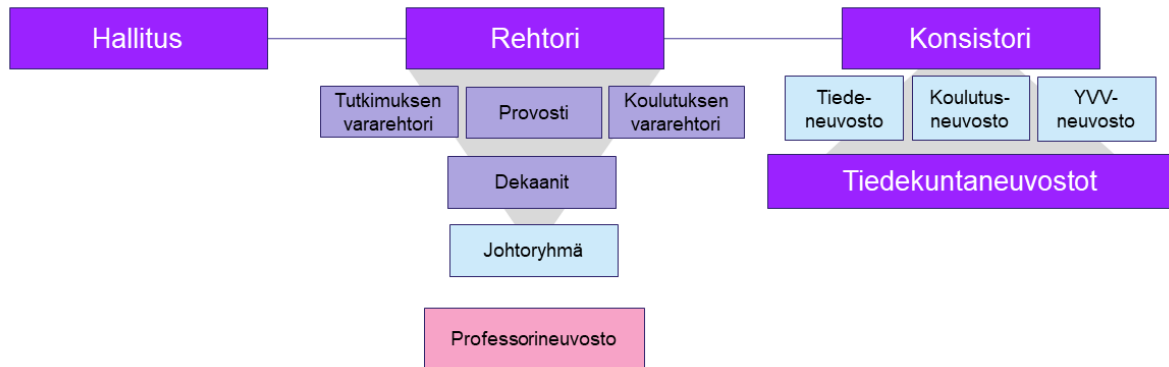 Hallitus
Rehtori
Konsistori
Tutkimuksen
vararehtori
Provosti
Koulutuksen
vararehtori
Tiede-
neuvosto
Koulutus-
neuvosto
YVV-
neuvosto
Dekaanit
Tiedekuntaneuvostot
Johtoryhmä
Professorineuvosto